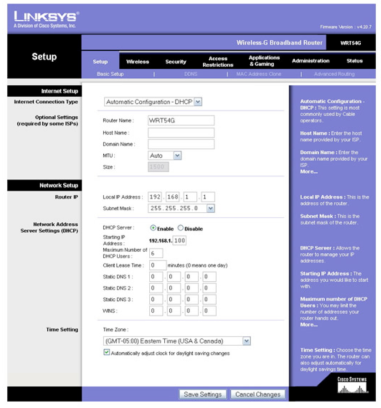 LINKSYS®
A Division of Cisco Systems, Inc.
Firmware Version : v4.20.7
Wireless-G Broadband Router WRT54G
Setup
Setup Wireless Security Access Restrictions Applications & Gaming Administration Status
Basic Setup | DDNS | MAC Address Clone | Advanced Routing
Internet Setup
Internet Connection Type
Automatic Configuration - DHCP
Optional Settings
(required by some ISPs)
Router Name: WRT54G
Host Name:
Domain Name:
MTU: Auto
Size:
Network Setup
Router IP
Local IP Address: 192 . 168 . 1 . 1
Subnet Mask: 255.255.255.0
Network Address
Server Settings (DHCP)
DHCP Server: Enable Disable
Starting IP Address: 192.168.1. 100
Maximum Number of DHCP Users: 6
Client Lease Time: 0 minutes (0 means one day)
Static DNS 1: 0 . 0 . 0 . 0
Static DNS 2: 0 . 0 . 0 . 0
Static DNS 3: 0 . 0 . 0 . 0
WINS: 0 . 0 . 0 . 0
Time Setting
Time Zone:
(GMT-05:00) Eastern Time (USA & Canada)
Automatically adjust clock for daylight saving changes
Automatic Configuration - DHCP : This setting is most commonly used by Cable operators.
Host Name : Enter the host name provided by your ISP.
Domain Name : Enter the domain name provided by your ISP.
More...
Local IP Address : This is the address of the router.
Subnet Mask : This is the subnet mask of the router.
DHCP Server : Allows the router to manage your IP addresses.
Starting IP Address : The address you would like to start with.
Maximum number of DHCP Users : You may limit the number of addresses your router hands out.
More...
Time Setting : Choose the time zone you are in. The router can also adjust automatically for daylight savings time.
Save Settings Cancel Changes
CISCO SYSTEMS